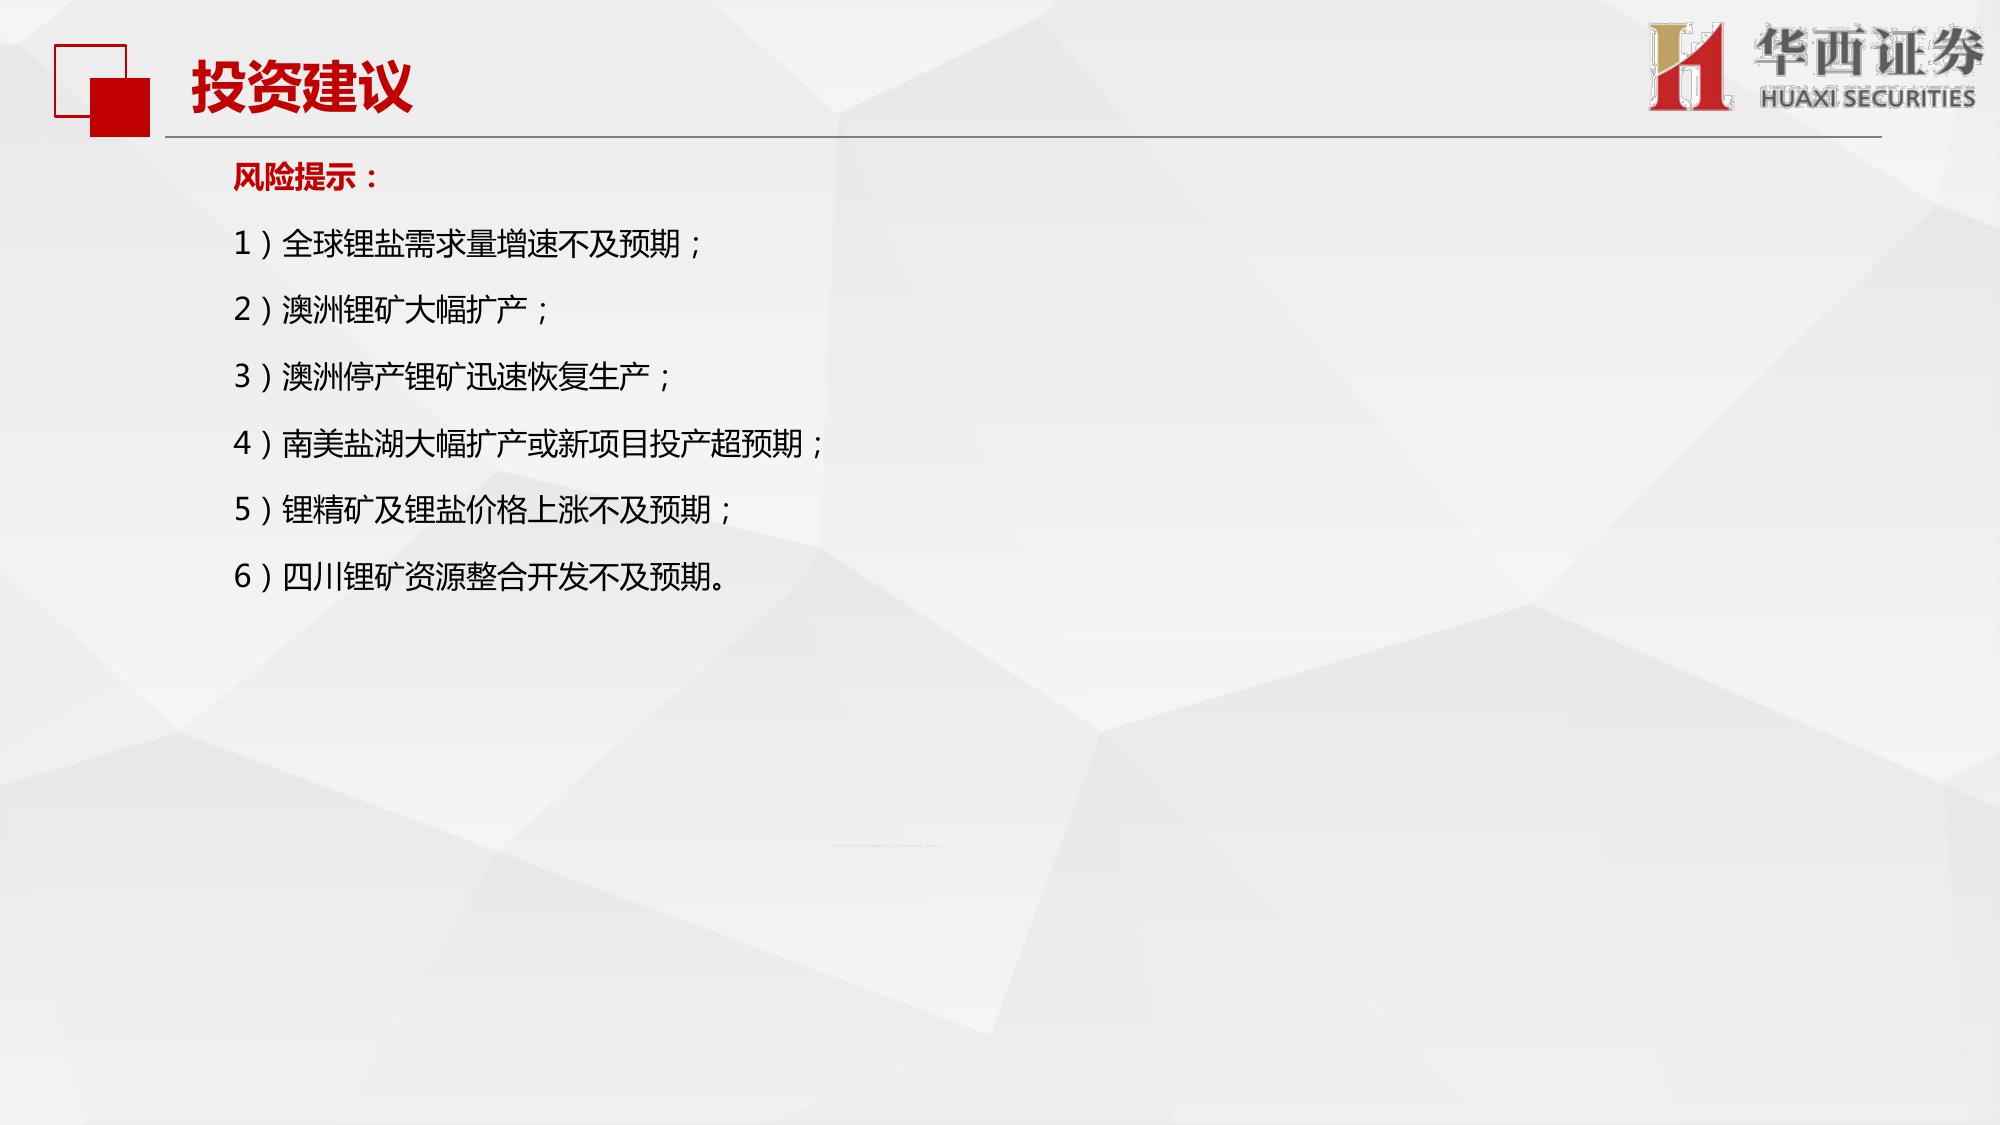 投资建议
华西证券
HUAXI SECURITIES
风险提示：
1）全球锂盐需求量增速不及预期；
2）澳洲锂矿大幅扩产；
3）澳洲停产锂矿迅速恢复生产；
4）南美盐湖大幅扩产或新项目投产超预期；
5）锂精矿及锂盐价格上涨不及预期；
6）四川锂矿资源整合开发不及预期。